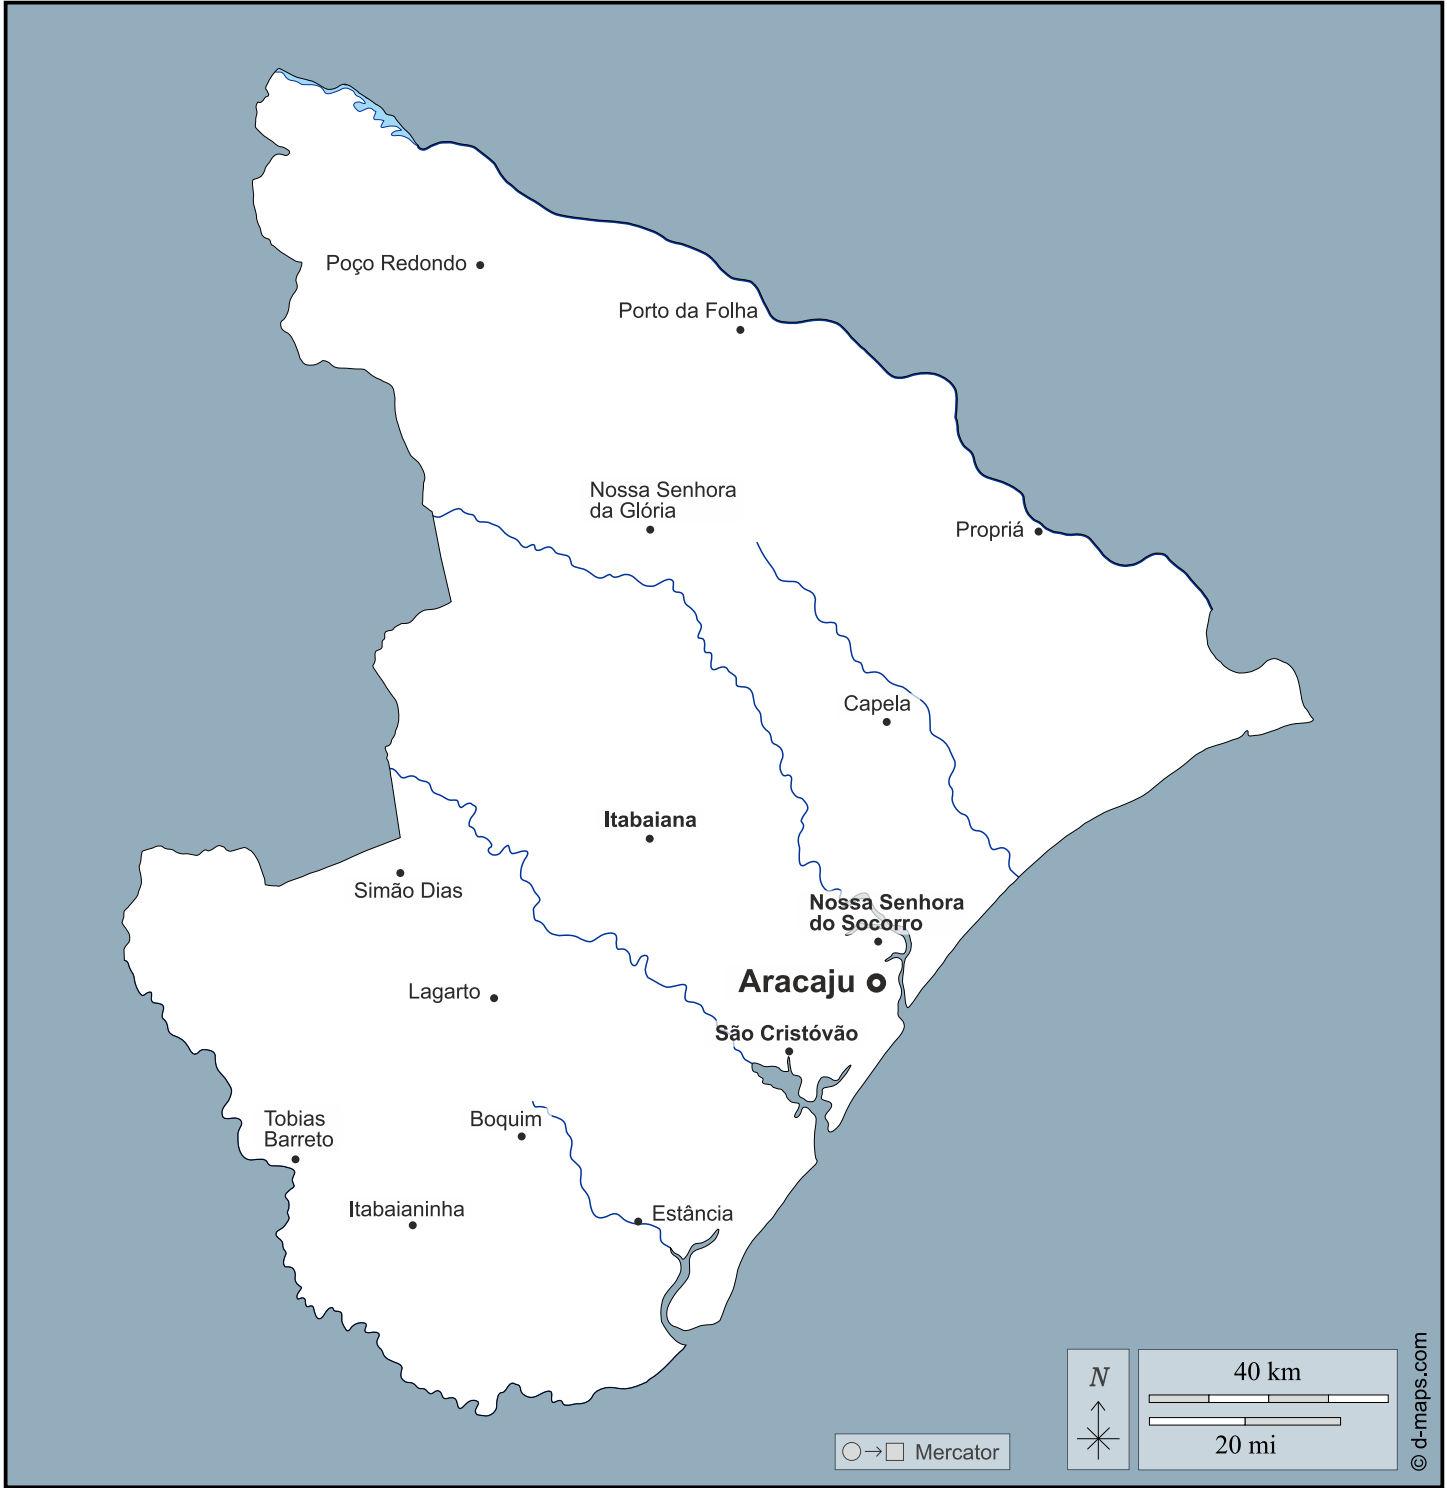 Poço Redondo
Porto da Folha
Nossa Senhora
da Glória
Propriá
Capela
Itabaiana
Simão Dias
Nossa Senhora
do Socorro
Aracaju
Lagarto
São Cristóvão
Tobias
Barreto
Boquim
Itabaianinha
Estância
N
40 km
20 mi
Mercator
© d-maps.com